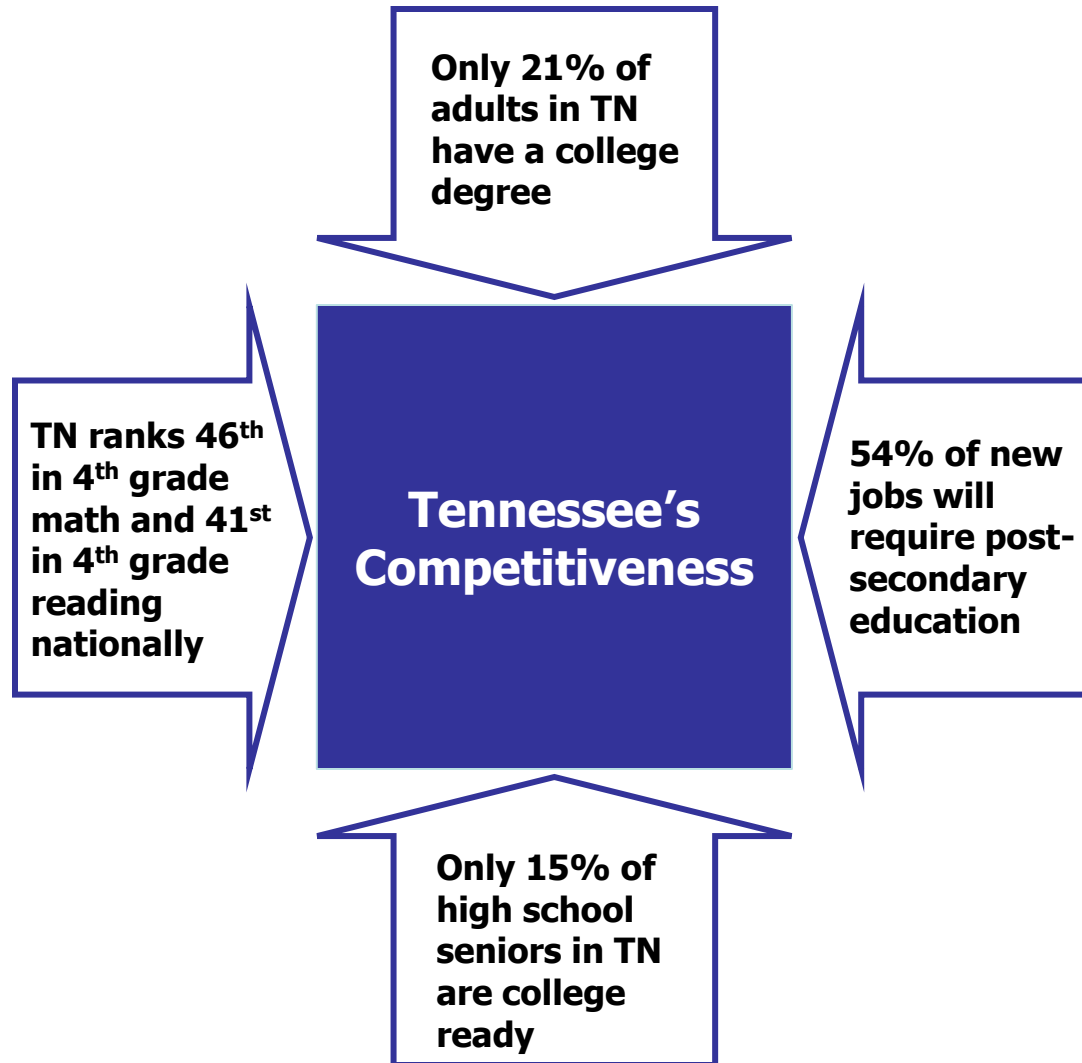 Only 21% of
adults in TN
have a college
degree
TN ranks 46th
in 4th grade
math and 41st
in 4th grade
reading
nationally
Tennessee’s
Competitiveness
54% of new
jobs will
require post-
secondary
education
Only 15% of
high school
seniors in TN
are college
ready